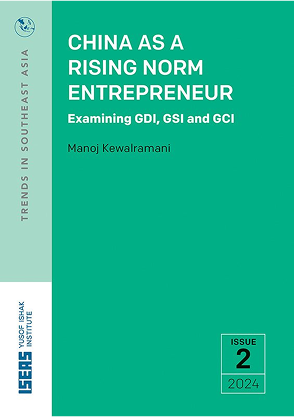 TRENDS IN SOUTHEAST ASIA
CHINA AS A
RISING NORM
ENTREPRENEUR
Examining GDI, GSI and GCI
Manoj Kewalramani
ISEAS
YUSOF ISHAK
INSTITUTE
ISSUE
2
2024